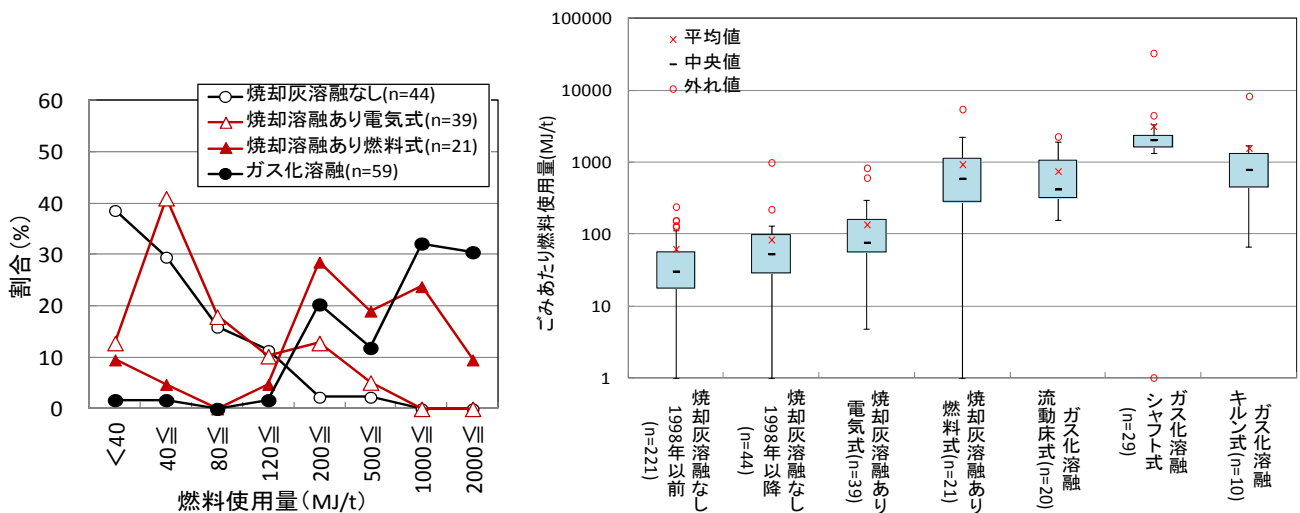 焼却灰溶融なし(n=44)
焼却溶融あり電気式(n=39)
焼却溶融あり燃料式(n=21)
ガス化溶融(n=59)
割合(%)
60
50
40
30
20
10
0
<40
40≦
80≦
120≦
200≦
500≦
1000≦
2000≦
燃料使用量(MJ/t)
ごみあたり燃料使用量(MJ/t)
100000
10000
1000
100
10
1
平均値
中央値
外れ値
焼却灰溶融なし
1998年以前
(n=221)
焼却灰溶融なし
1998年以降
(n=44)
焼却灰溶融あり
電気式(n=39)
焼却灰溶融あり
燃料式(n=21)
ガス化溶融
流動床式(n=20)
ガス化溶融
シャフト式
(n=29)
ガス化溶融
キルン式(n=10)